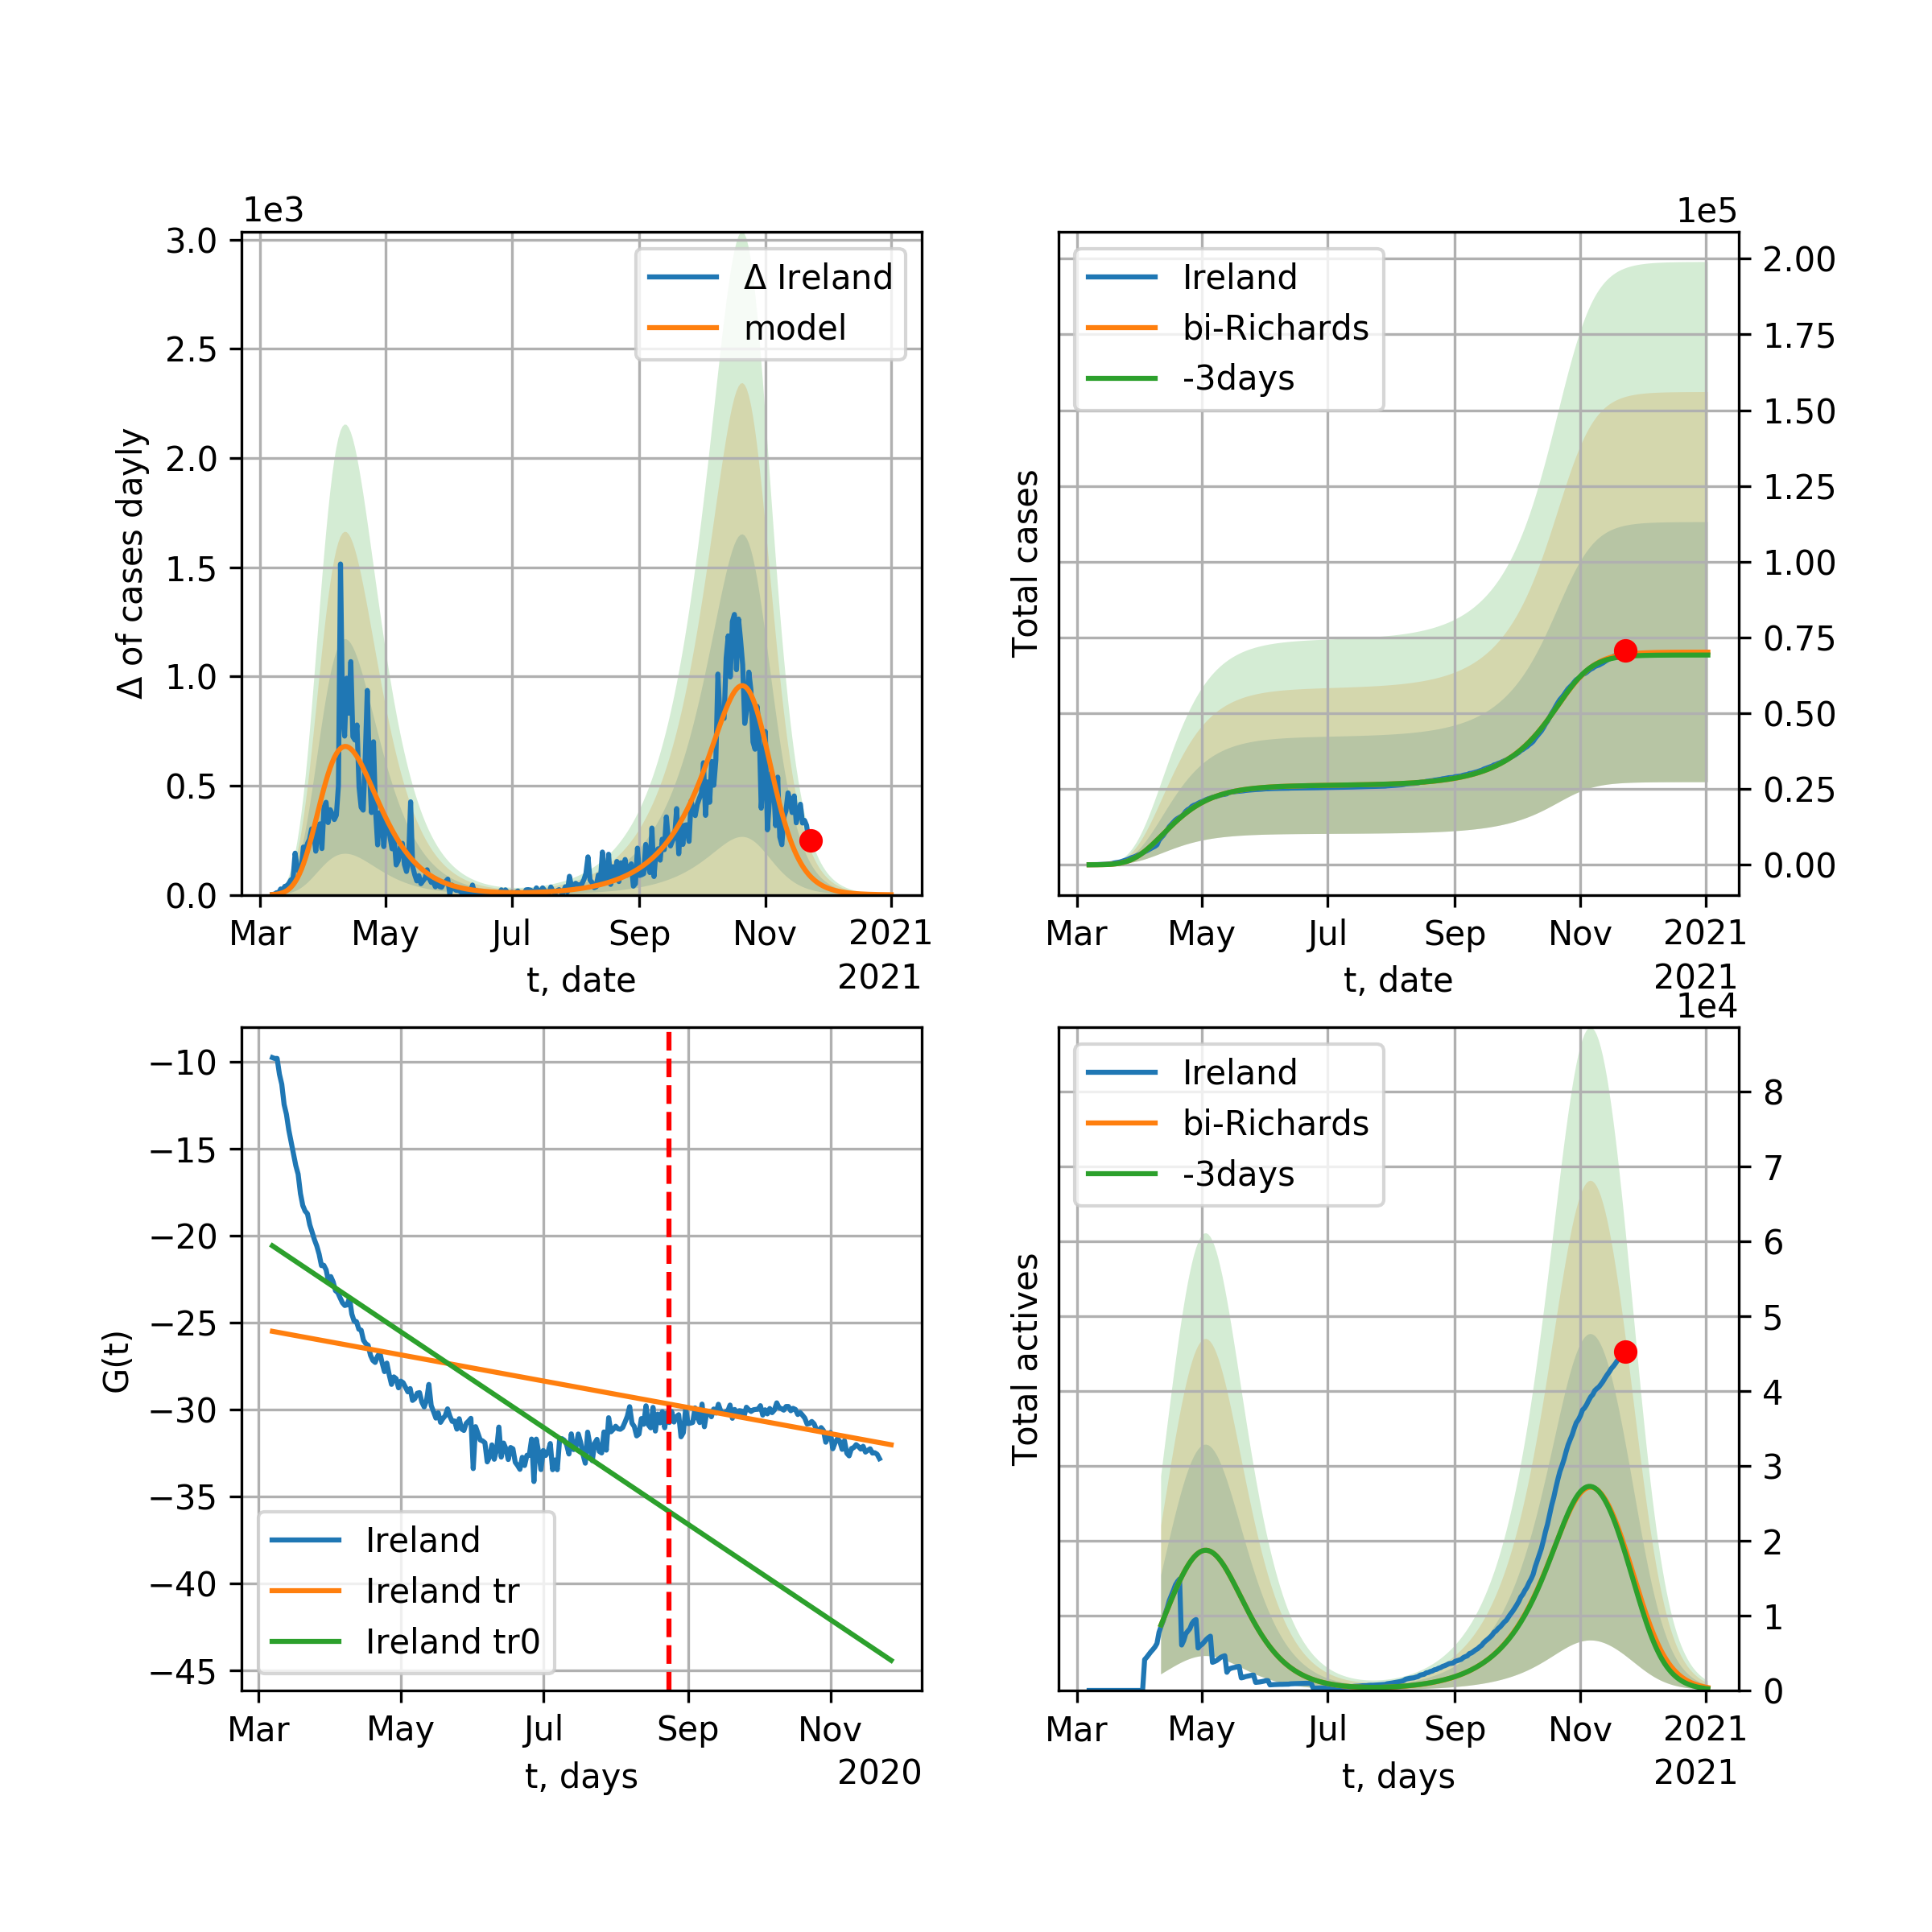 1e3
3.0
2.5
2.0
1.5
1.0
0.5
0.0
Δ of cases dayly
Δ Ireland
model
Mar May Jul Sep Nov 2021
t, date 2021
1e5
2.00
1.75
1.50
1.25
1.00
0.75
0.50
0.25
0.00
Total cases
Ireland
bi-Richards
-3days
Mar May Jul Sep Nov 2021
t, date 2021
−10
−15
−20
−25
−30
−35
−40
−45
G(t)
Ireland
Ireland tr
Ireland tr0
Mar May Jul Sep Nov
t, days 2020
1e4
8
7
6
5
4
3
2
1
0
Total actives
Ireland
bi-Richards
-3days
Mar May Jul Sep Nov 2021
t, days 2021